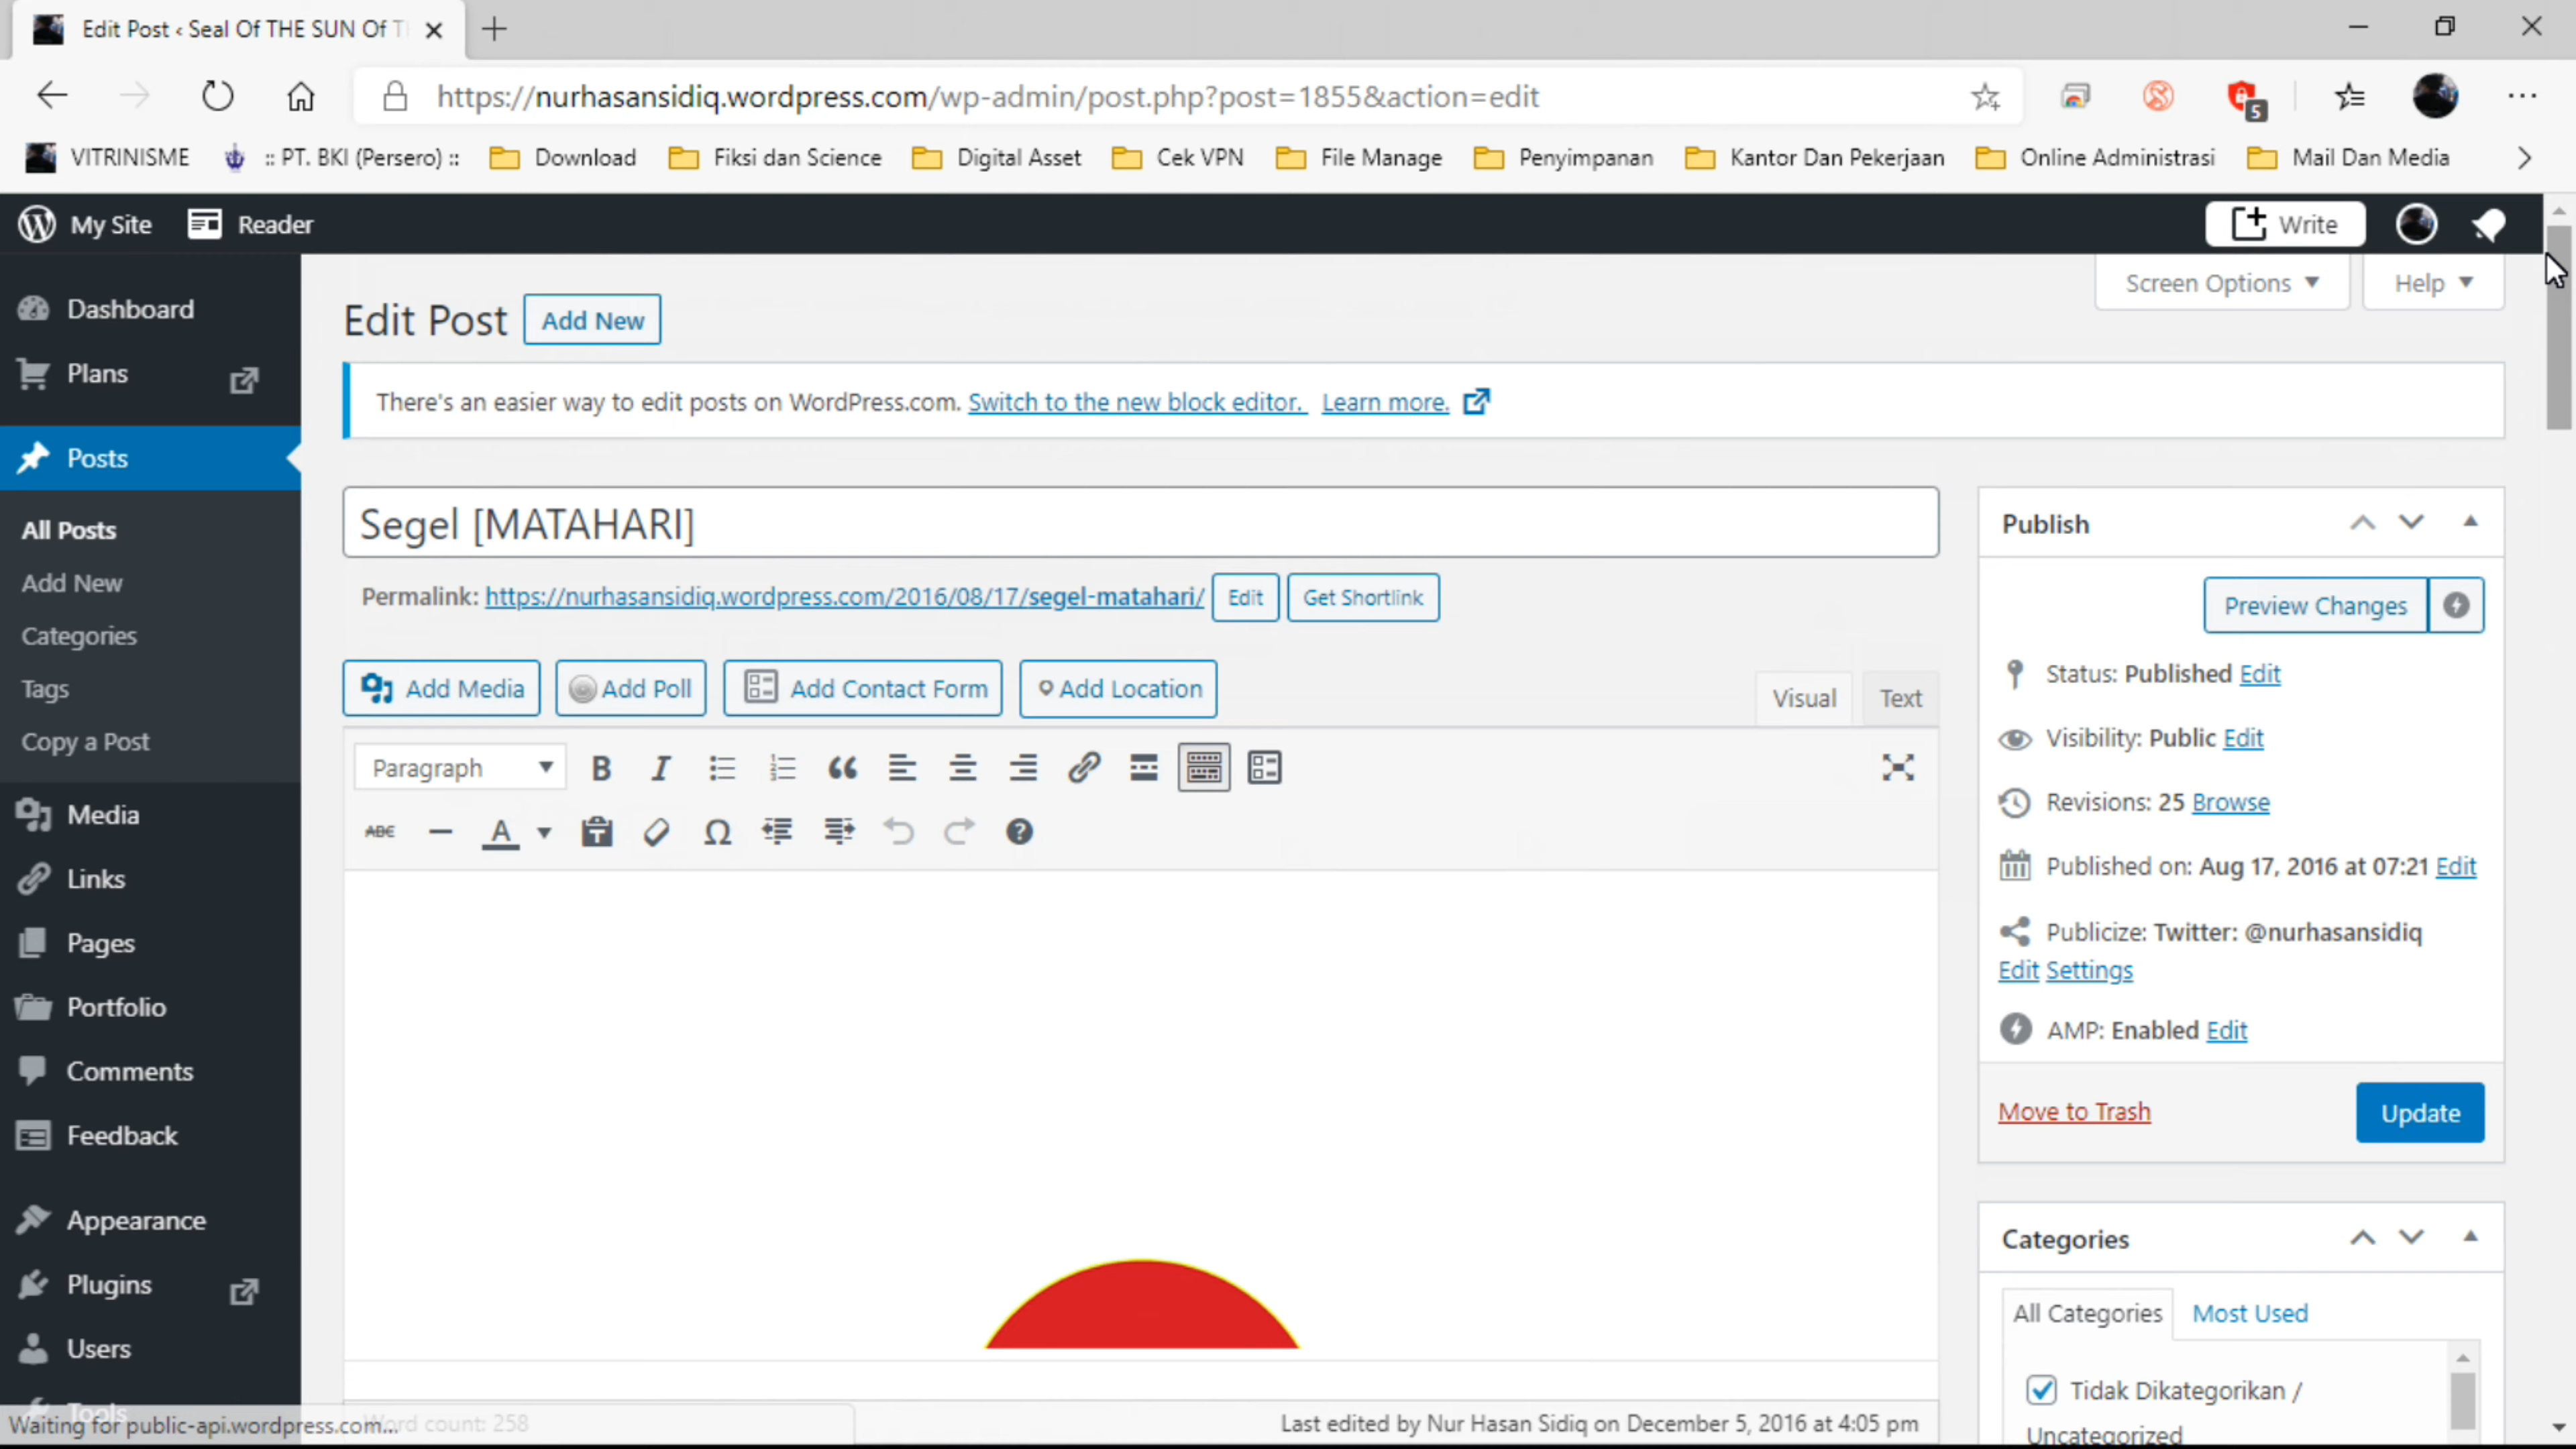 Edit Post ‹ Seal Of THE SUN Of T
https://nurhasansidiq.wordpress.com/wp-admin/post.php?post=1855&action=edit
5
VITRINISME
:: PT. BKI (Persero) ::
Download
Fiksi dan Science
Digital Asset
Cek VPN
File Manage
Penyimpanan
Kantor Dan Pekerjaan
Online Administrasi
Mail Dan Media
My Site
Reader
Write
Screen Options
Help
Dashboard
Plans
Posts
All Posts
Add New
Categories
Tags
Copy a Post
Media
Links
Pages
Portfolio
Comments
Feedback
Appearance
Plugins
Users
Tools
Edit Post
Add New
There's an easier way to edit posts on WordPress.com. Switch to the new block editor. Learn more.
Segel [MATAHARI]
Permalink: https://nurhasansidiq.wordpress.com/2016/08/17/segel-matahari/ Edit Get Shortlink
Add Media
Add Poll
Add Contact Form
Add Location
Visual
Text
Paragraph
B I
ABC
A
Ω
Word count: 258
Last edited by Nur Hasan Sidiq on December 5, 2016 at 4:05 pm
Publish
Preview Changes
Status: Published Edit
Visibility: Public Edit
Revisions: 25 Browse
Published on: Aug 17, 2016 at 07:21 Edit
Publicize: Twitter: @nurhasansidiq
Edit Settings
AMP: Enabled Edit
Move to Trash
Update
Categories
All Categories
Most Used
Tidak Dikategorikan /
Uncategorized
Waiting for public-api.wordpress.com...